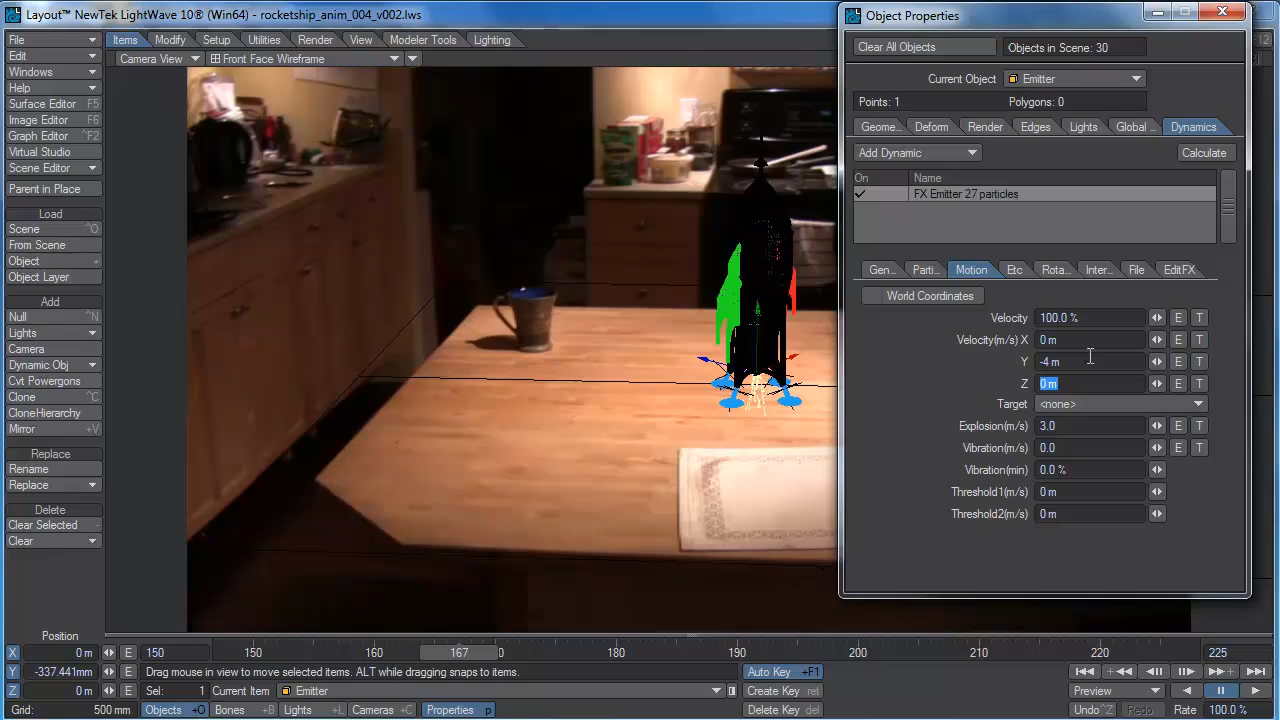 Layout™ NewTek LightWave 10® (Win64) - rocketship_anim_004_v002.lws
File
Edit
Windows
Help
Surface Editor F5
Image Editor F6
Graph Editor ^F2
Virtual Studio
Scene Editor
Parent in Place
Load
Scene ^O
From Scene
Object +
Object Layer
Add
Null ^N
Lights
Camera
Dynamic Obj
Cvt Powergons
Clone ^C
CloneHierarchy
Mirror +V
Replace
Rename
Replace
Delete
Clear Selected -
Clear
Items Modify Setup Utilities Render View Modeler Tools Lighting
Camera View Front Face Wireframe
Object Properties
Clear All Objects Objects in Scene: 30
Current Object Emitter
Points: 1 Polygons: 0
Geome... Deform Render Edges Lights Global ... Dynamics
Add Dynamic Calculate
On Name
FX Emitter 27 particles
Gen... Parti... Motion Etc Rota... Inter... File EditFX
World Coordinates
Velocity 100.0 % E T
Velocity(m/s) X 0 m E T
Y -4 m E T
Z 0 m E T
Target <none>
Explosion(m/s) 3.0 E T
Vibration(m/s) 0.0 E T
Vibration(min) 0.0 %
Threshold1(m/s) 0 m
Threshold2(m/s) 0 m
12
Position
X 0 m E 150 150 167 180 190 200 210 220 225
Y -337.441mm E Drag mouse in view to move selected items. ALT while dragging snaps to items. Auto Key +F1
Z 0 m E Sel: 1 Current Item Emitter Create Key ret Preview
Grid: 500 mm Objects +O Bones +B Lights +L Cameras +C Properties p Delete Key del Undo ^Z Redo Rate 100.0 %